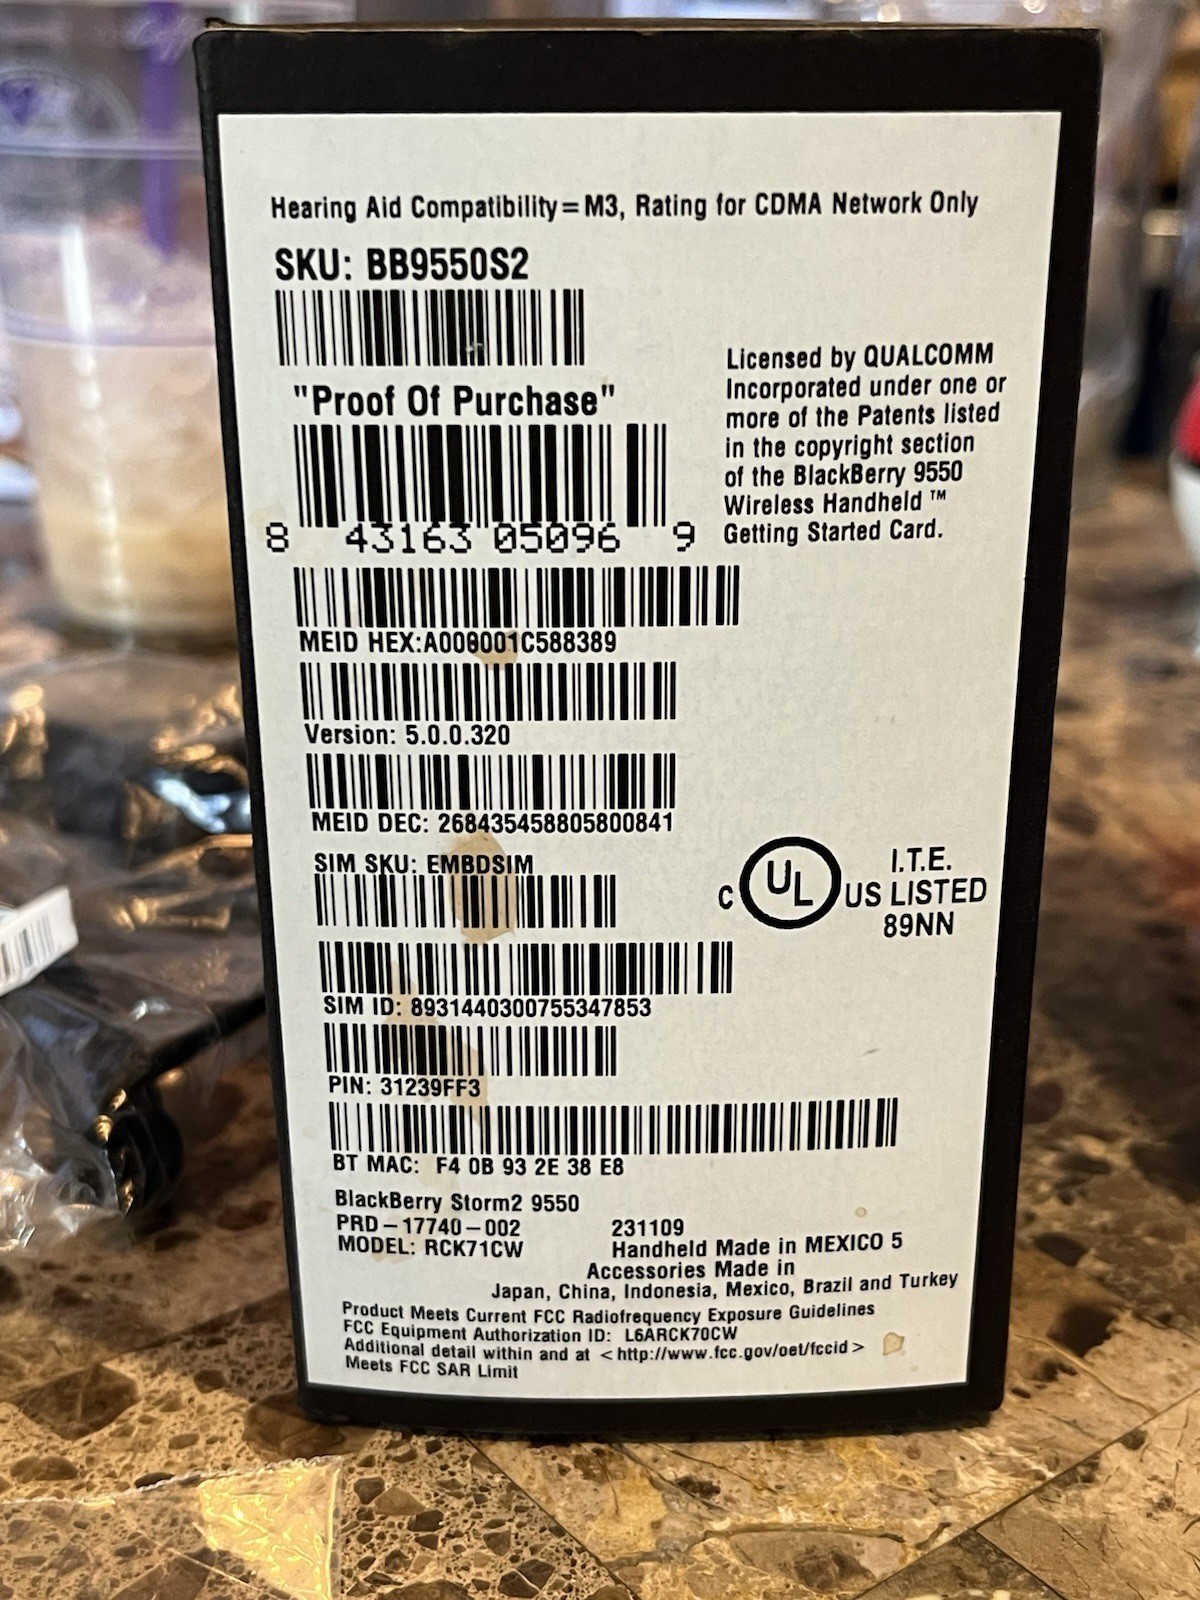 Hearing Aid Compatibility=M3, Rating for CDMA Network Only
SKU: BB9550S2
"Proof Of Purchase"
8 43163 05096 9
Licensed by QUALCOMM
Incorporated under one or
more of the Patents listed
in the copyright section
of the BlackBerry 9550
Wireless Handheld ™
Getting Started Card.
MEID HEX:A000001C588389
Version: 5.0.0.320
MEID DEC: 268435458805800841
SIM SKU: EMBDSIM
C UL US LISTED
I.T.E.
89NN
SIM ID: 8931440300755347853
PIN: 31239FF3
BT MAC: F4 0B 93 2E 38 E8
BlackBerry Storm2 9550
PRD-17740-002 231109
MODEL: RCK71CW Handheld Made in MEXICO 5
Accessories Made in
Japan, China, Indonesia, Mexico, Brazil and Turkey
Product Meets Current FCC Radiofrequency Exposure Guidelines
FCC Equipment Authorization ID: L6ARCK70CW
Additional detail within and at <http://www.fcc.gov/oet/fccid>
Meets FCC SAR Limit